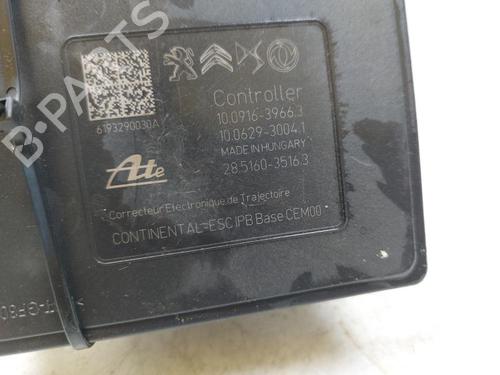 B-PARTS
Controller
10.0916-3966.3
10.0629-3004.1
MADE IN HUNGARY
28.5160-3516.3
6193290030A
Ate
Correcteur Electronique de Trajectoire
CONTINENTAL-ESC IPB Base CEM00